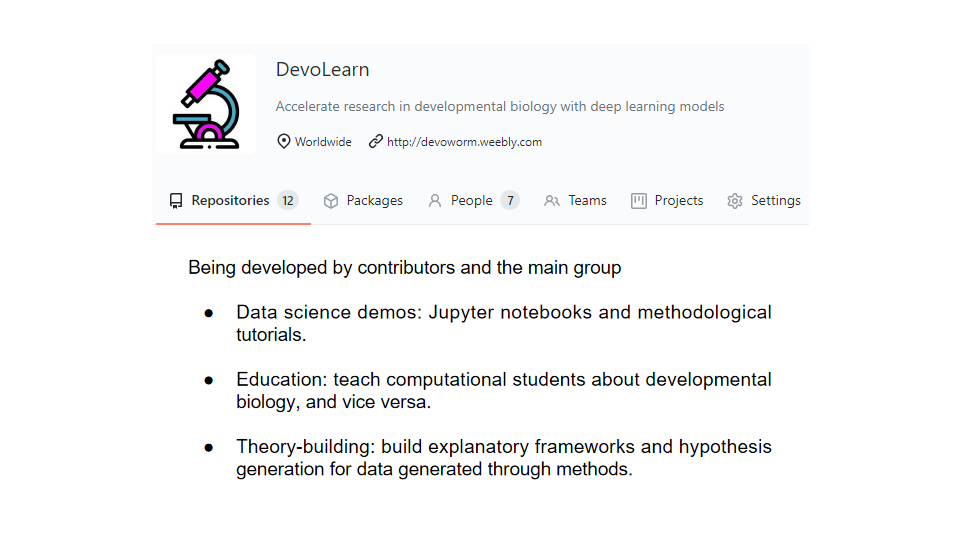 DevoLearn
Accelerate research in developmental biology with deep learning models
Worldwide http://devoworm.weebly.com
Repositories 12 Packages People 7 Teams Projects Settings
Being developed by contributors and the main group
● Data science demos: Jupyter notebooks and methodological
tutorials.
● Education: teach computational students about developmental
biology, and vice versa.
● Theory-building: build explanatory frameworks and hypothesis
generation for data generated through methods.